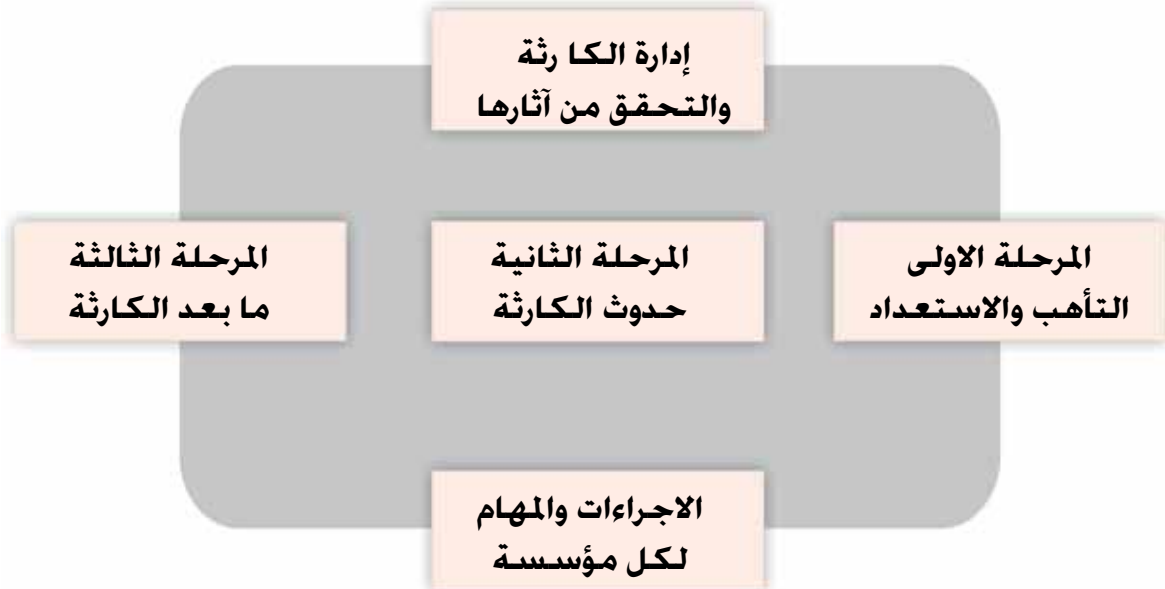 إدارة الكا رثة
والتحقق من آثارها
المرحلة الاولى
التأهب والاستعداد
المرحلة الثانية
حدوث الكارثة
المرحلة الثالثة
ما بعد الكارثة
الاجراءات والمهام
لكل مؤسسة